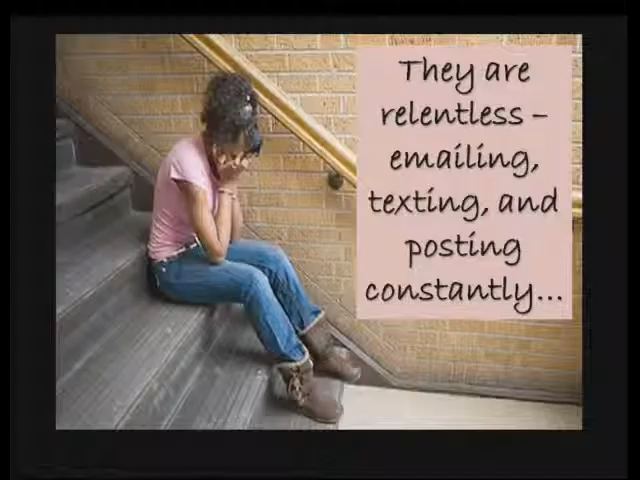 They are
relentless –
emailing,
texting, and
posting
constantly...